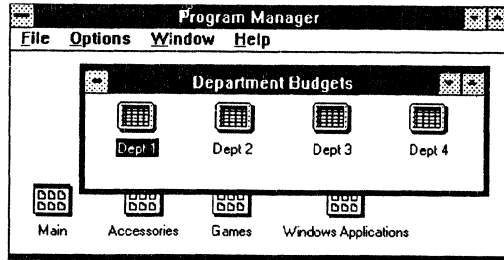 Program Manager
File Options Window Help
Department Budgets
Dept 1 Dept 2 Dept 3 Dept 4
Main Accessories Games Windows Applications